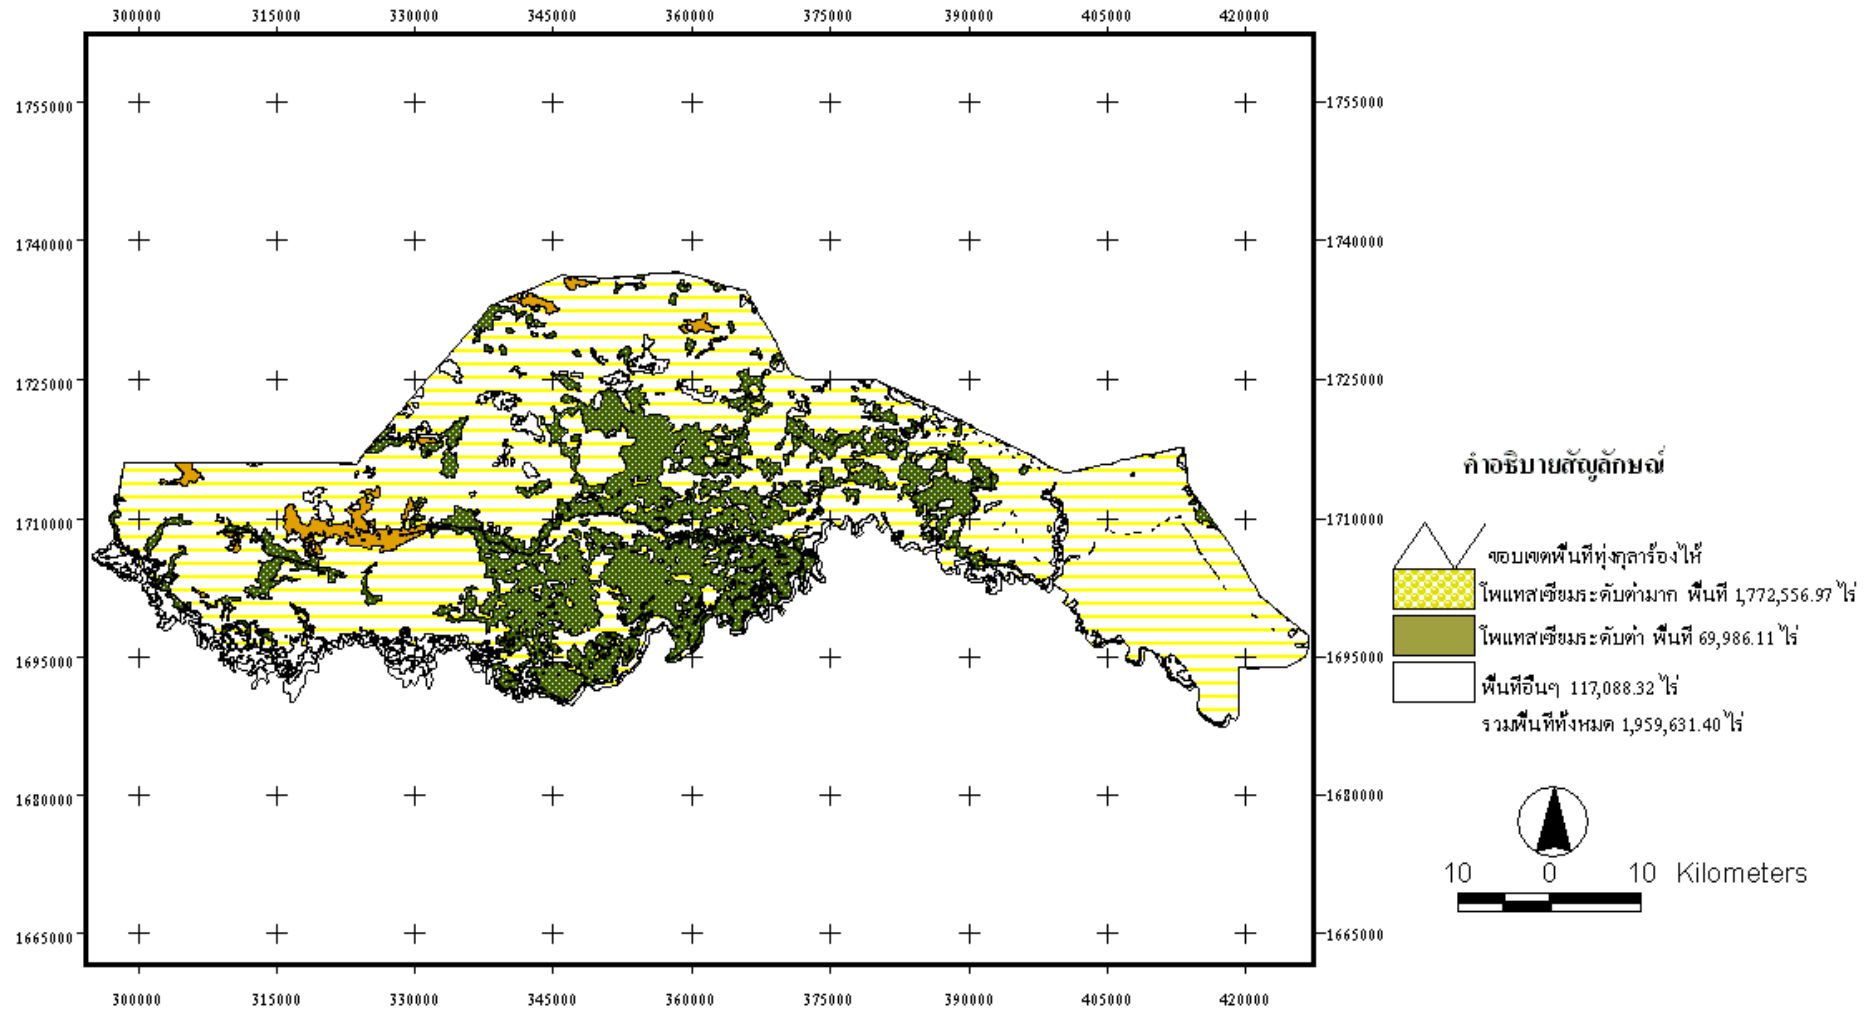 300000 315000 330000 345000 360000 375000 390000 405000 420000
1755000 1755000
1740000 1740000
1725000 1725000
1710000 1710000
1695000 1695000
1680000 1680000
1665000 1665000
300000 315000 330000 345000 360000 375000 390000 405000 420000
คำอธิบายสัญลักษณ์
ขอบเขตพื้นที่ทุ่งกุลาร้องไห้
โพแทสเซียมระดับต่ำมาก พื้นที่ 1,772,556.97 ไร่
โพแทสเซียมระดับต่ำ พื้นที่ 69,986.11 ไร่
พื้นที่อื่นๆ 117,088.32 ไร่
รวมพื้นที่ทั้งหมด 1,959,631.40 ไร่
10 0 10 Kilometers